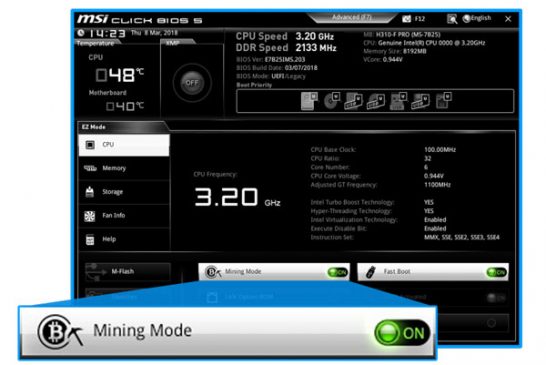 msi CLICK BIOS 5
Advanced (F7)
F12
English
X
14:23 Thu 8 Mar, 2018
Temperature
XMP
CPU
48°C
Motherboard
40°C
OFF
CPU Speed 3.20 GHz
DDR Speed 2133 MHz
BIOS Ver: E7B25IMS.203
BIOS Build Date: 03/07/2018
BIOS Mode: UEFI/Legacy
Boot Priority
MB: H310-F PRO (MS-7B25)
CPU: Genuine Intel(R) CPU 0000 @ 3.20GHz
Memory Size: 8192MB
VCore: 0.944V
EZ Mode
CPU
Memory
Storage
Fan Info
Help
CPU Frequency:
3.20 GHz
CPU Base Clock: 100.00MHz
CPU Ratio: 32
Core Number: 6
CPU Core Voltage: 0.944V
Adjusted GT Frequency: 1100MHz
Intel Turbo Boost Technology: YES
Hyper-Threading Technology: YES
Intel Virtualization Technology: Enabled
Execute Disable Bit: Enabled
Instruction Set: MMX, SSE, SSE2, SSE3, SSE4
M-Flash
Mining Mode
ON
Fast Boot
ON
Mining Mode
ON